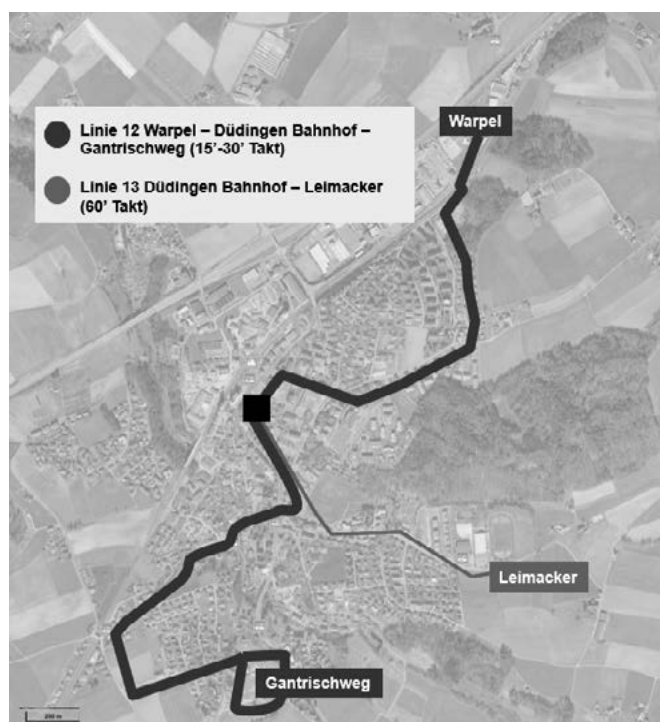 Linie 12 Warpel – Düdingen Bahnhof –
Gantrischweg (15'-30' Takt)
Linie 13 Düdingen Bahnhof – Leimacker
(60' Takt)
Warpel
Leimacker
Gantrischweg
200 m